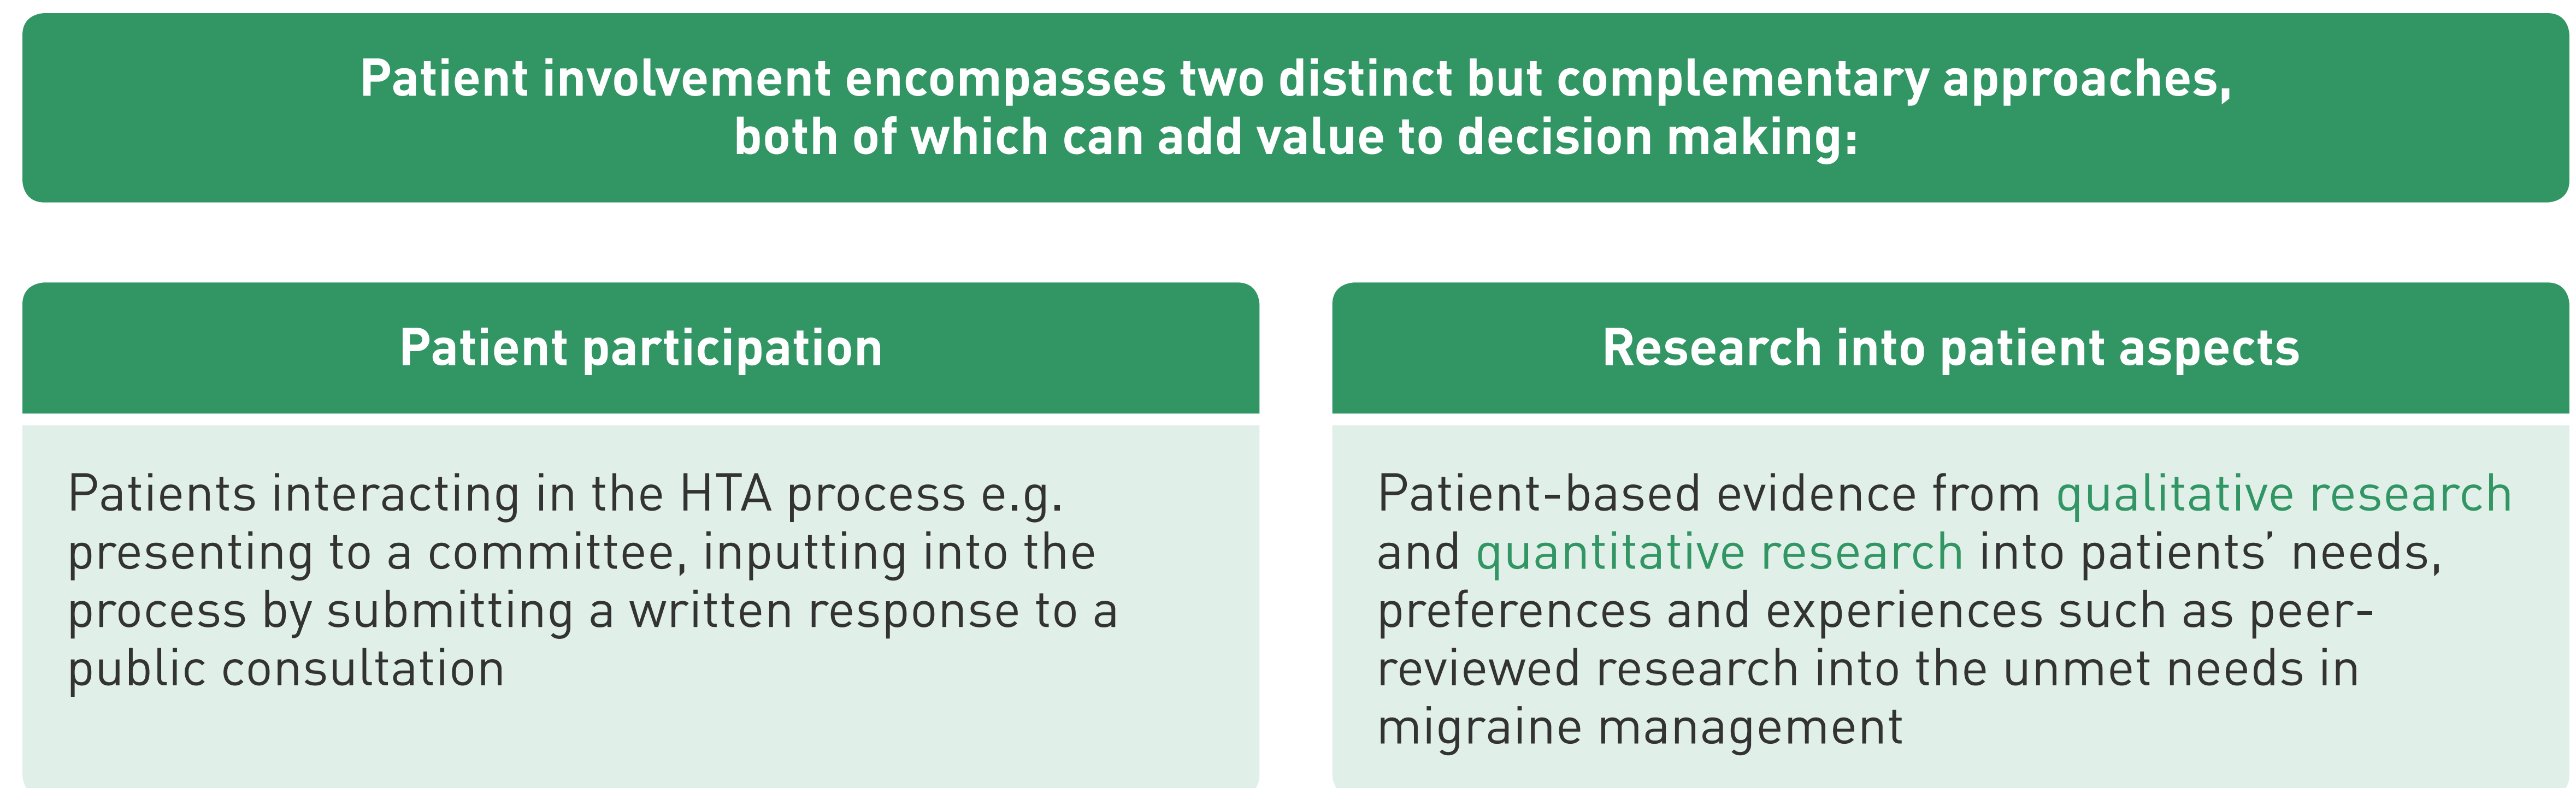 Patient involvement encompasses two distinct but complementary approaches,
both of which can add value to decision making:
Patient participation
Patients interacting in the HTA process e.g.
presenting to a committee, inputting into the
process by submitting a written response to a
public consultation
Research into patient aspects
Patient-based evidence from qualitative research
and quantitative research into patients’ needs,
preferences and experiences such as peer-
reviewed research into the unmet needs in
migraine management